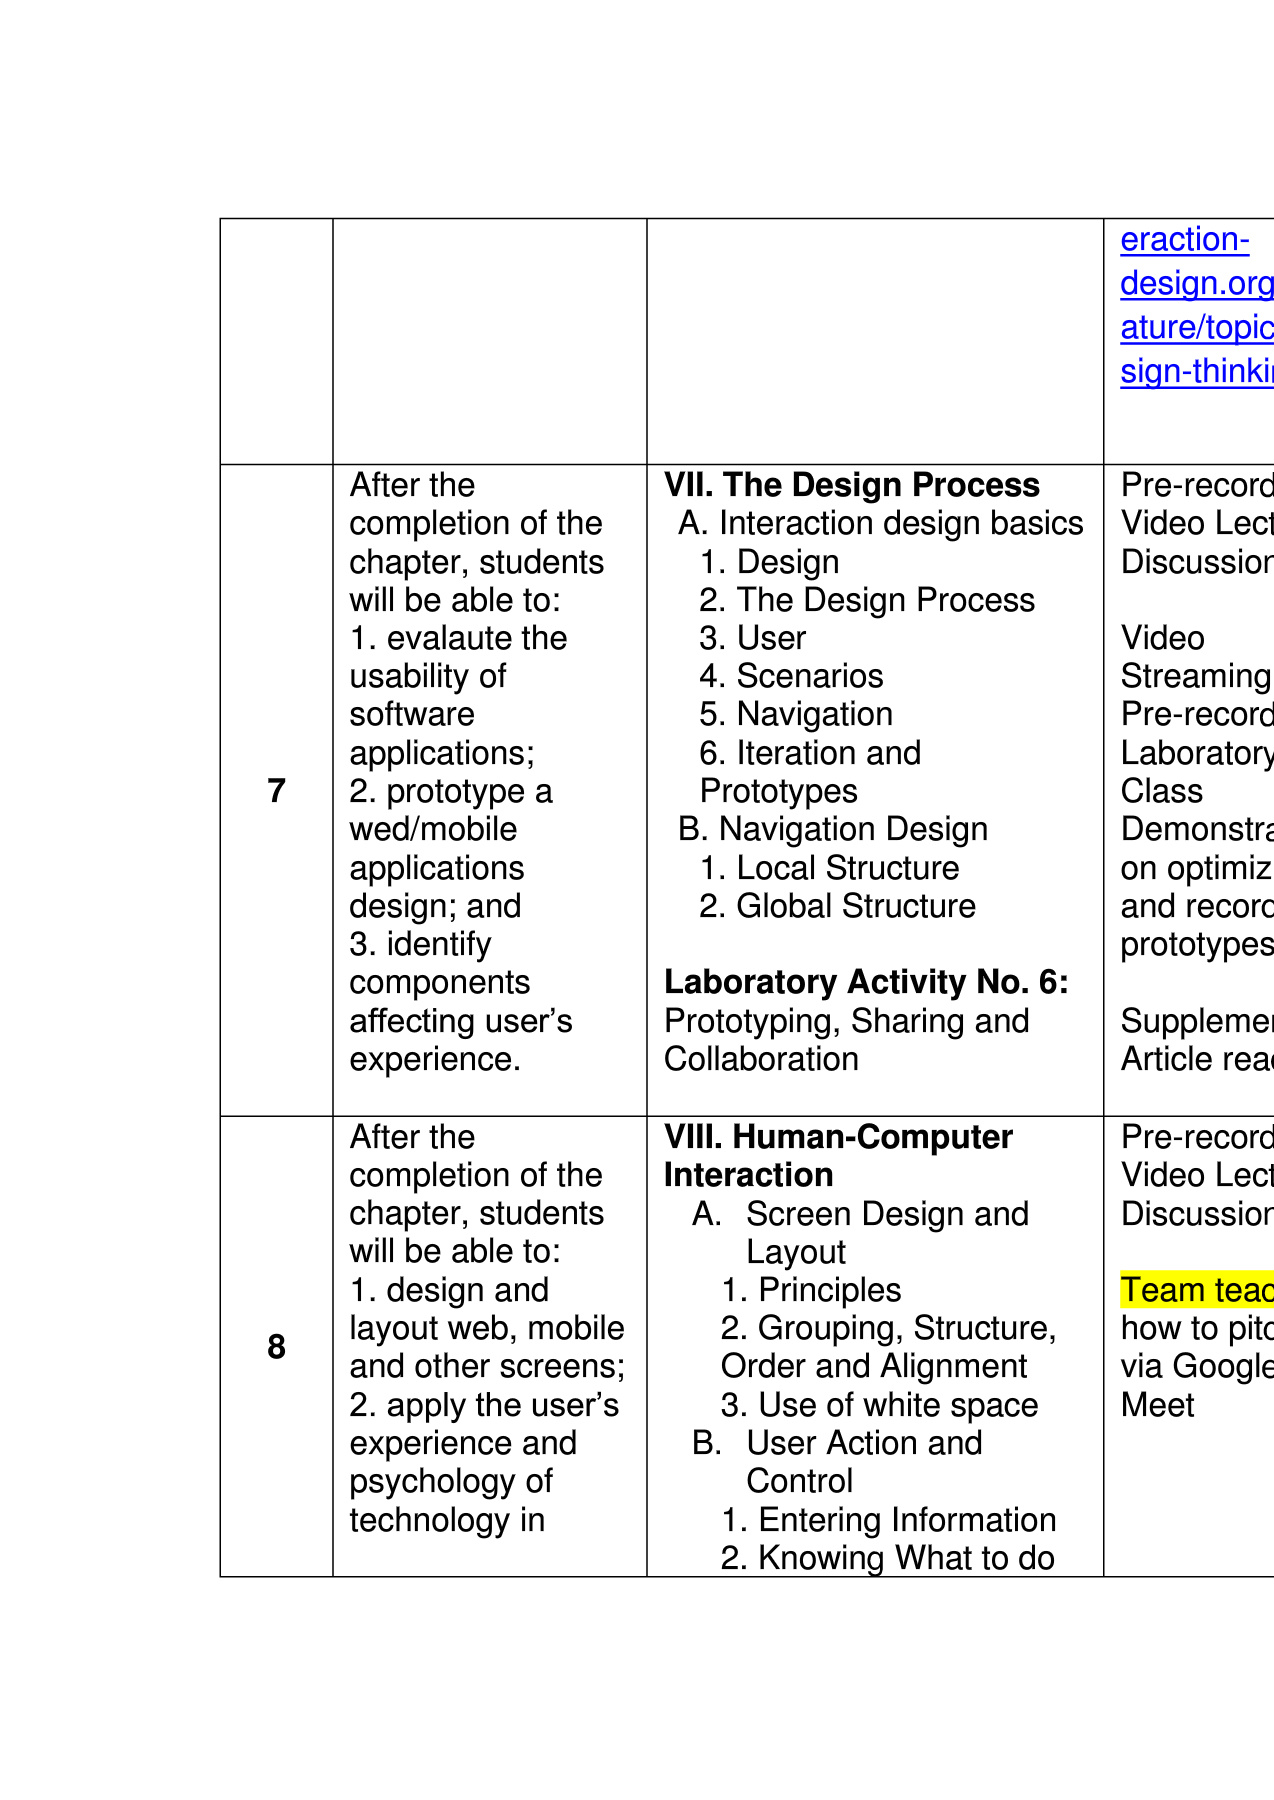 eraction-
design.org
ature/topic
sign-thinki
7
After the
completion of the
chapter, students
will be able to:
1. evalaute the
usability of
software
applications;
2. prototype a
wed/mobile
applications
design; and
3. identify
components
affecting user’s
experience.
VII. The Design Process
A. Interaction design basics
1. Design
2. The Design Process
3. User
4. Scenarios
5. Navigation
6. Iteration and
Prototypes
B. Navigation Design
1. Local Structure
2. Global Structure
Laboratory Activity No. 6:
Prototyping, Sharing and
Collaboration
Pre-record
Video Lect
Discussion
Video
Streaming
Pre-record
Laboratory
Class
Demonstra
on optimiz
and record
prototypes
Supplemen
Article read
8
After the
completion of the
chapter, students
will be able to:
1. design and
layout web, mobile
and other screens;
2. apply the user’s
experience and
psychology of
technology in
VIII. Human-Computer
Interaction
A. Screen Design and
Layout
1. Principles
2. Grouping, Structure,
Order and Alignment
3. Use of white space
B. User Action and
Control
1. Entering Information
2. Knowing What to do
Pre-record
Video Lect
Discussion
Team teac
how to pitc
via Google
Meet